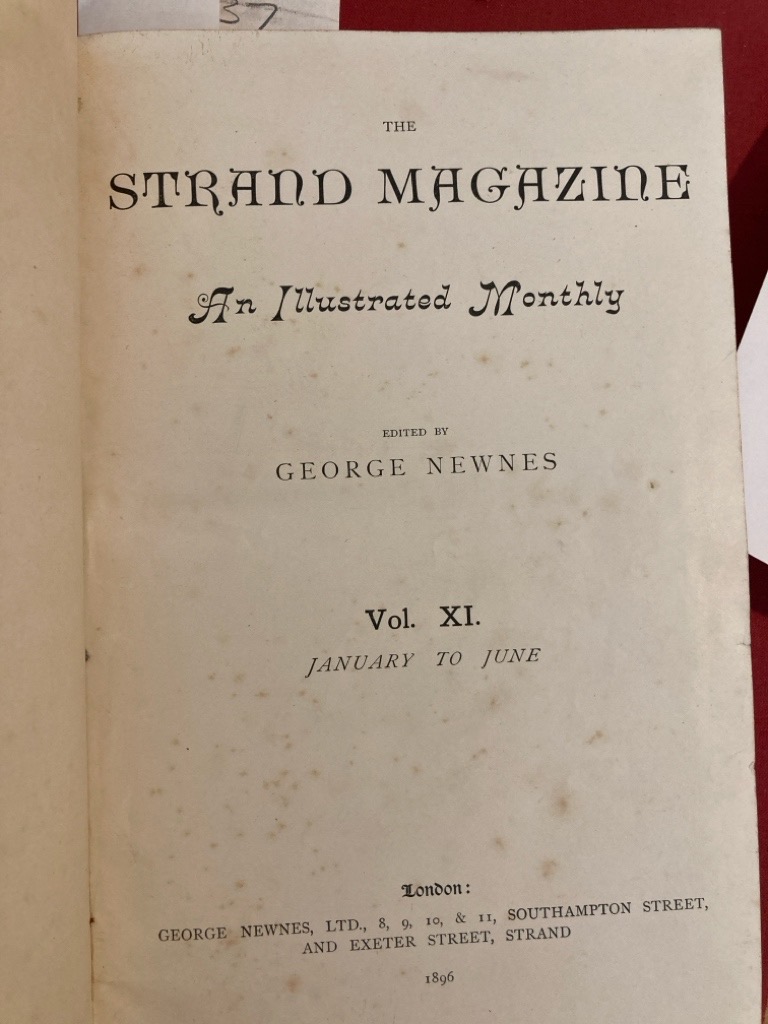 37
THE
STRAND MAGAZINE
An Illustrated Monthly
EDITED BY
GEORGE NEWNES
Vol. XI.
JANUARY TO JUNE
London:
GEORGE NEWNES, LTD., 8, 9, 10, & 11, SOUTHAMPTON STREET,
AND EXETER STREET, STRAND
1896